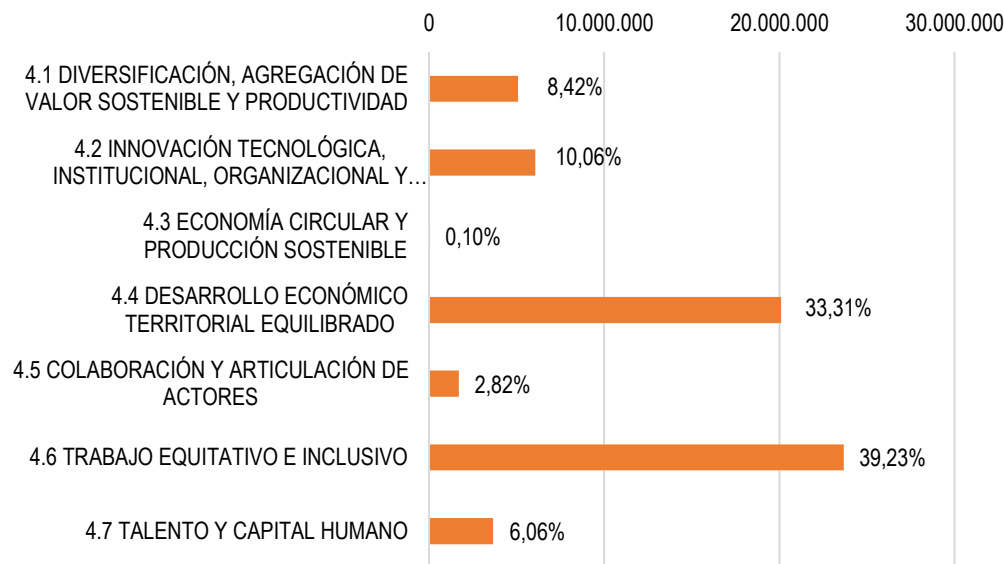 0 10.000.000 20.000.000 30.000.000
4.1 DIVERSIFICACIÓN, AGREGACIÓN DE
VALOR SOSTENIBLE Y PRODUCTIVIDAD
8,42%
4.2 INNOVACIÓN TECNOLÓGICA,
INSTITUCIONAL, ORGANIZACIONAL Y…
10,06%
4.3 ECONOMÍA CIRCULAR Y
PRODUCCIÓN SOSTENIBLE
0,10%
4.4 DESARROLLO ECONÓMICO
TERRITORIAL EQUILIBRADO
33,31%
4.5 COLABORACIÓN Y ARTICULACIÓN DE
ACTORES
2,82%
4.6 TRABAJO EQUITATIVO E INCLUSIVO
39,23%
4.7 TALENTO Y CAPITAL HUMANO
6,06%